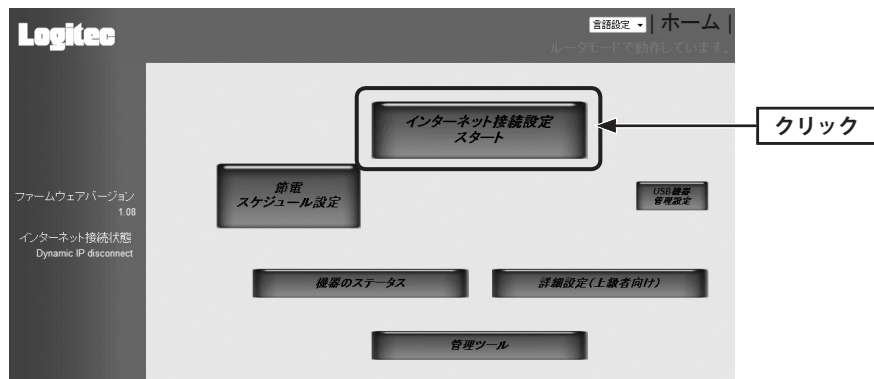 Logitec
言語設定 | ホーム |
ルータモードで動作しています。
インターネット接続設定
スタート
クリック
節電
スケジュール設定
USB機器
管理設定
ファームウェアバージョン
1.08
インターネット接続状態
Dynamic IP disconnect
機器のステータス
詳細設定(上級者向け)
管理ツール